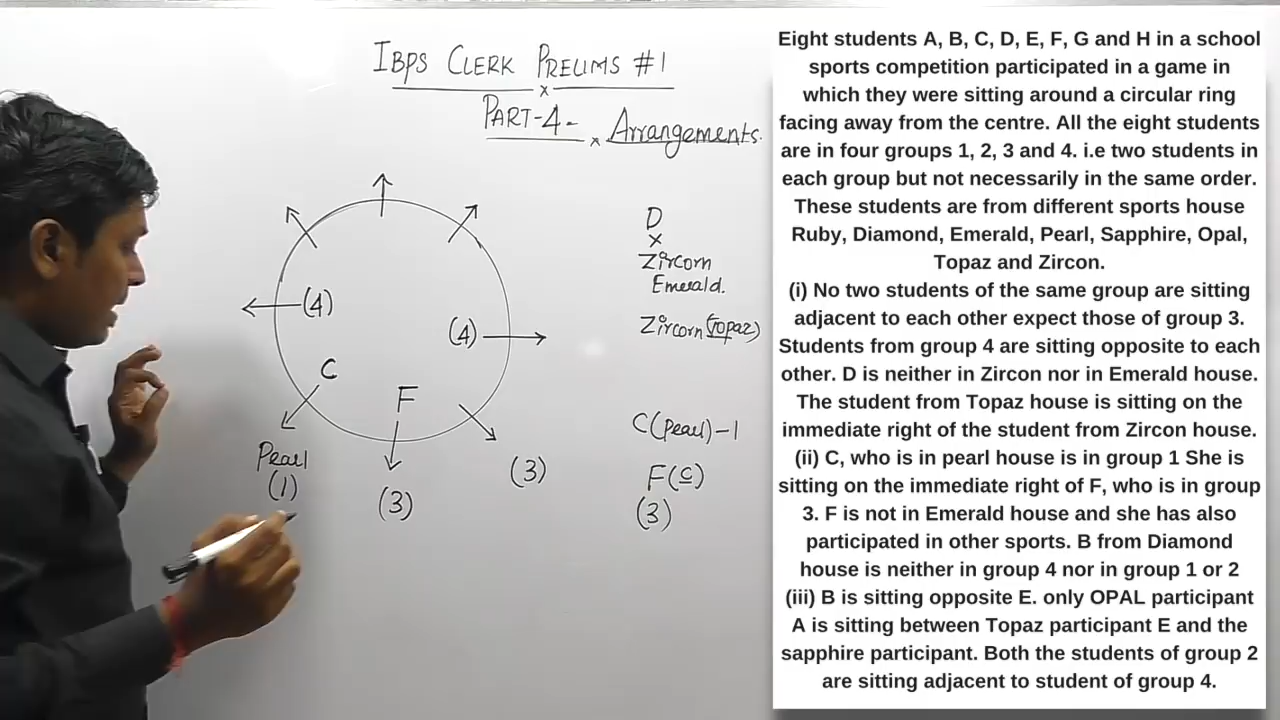 IBPS CLERK PRELIMS #1
x
PART-4-
x Arrangements.
D
x
Zircorn
Emerald.
Zircorn (Topaz)
(4)
(4)
C
F
C(Pearl)-1
Pearl
(1)
(3)
(3)
F(C)
(3)
Eight students A, B, C, D, E, F, G and H in a school
sports competition participated in a game in
which they were sitting around a circular ring
facing away from the centre. All the eight students
are in four groups 1, 2, 3 and 4. i.e two students in
each group but not necessarily in the same order.
These students are from different sports house
Ruby, Diamond, Emerald, Pearl, Sapphire, Opal,
Topaz and Zircon.
(i) No two students of the same group are sitting
adjacent to each other expect those of group 3.
Students from group 4 are sitting opposite to each
other. D is neither in Zircon nor in Emerald house.
The student from Topaz house is sitting on the
immediate right of the student from Zircon house.
(ii) C, who is in pearl house is in group 1 She is
sitting on the immediate right of F, who is in group
3. F is not in Emerald house and she has also
participated in other sports. B from Diamond
house is neither in group 4 nor in group 1 or 2
(iii) B is sitting opposite E. only OPAL participant
A is sitting between Topaz participant E and the
sapphire participant. Both the students of group 2
are sitting adjacent to student of group 4.